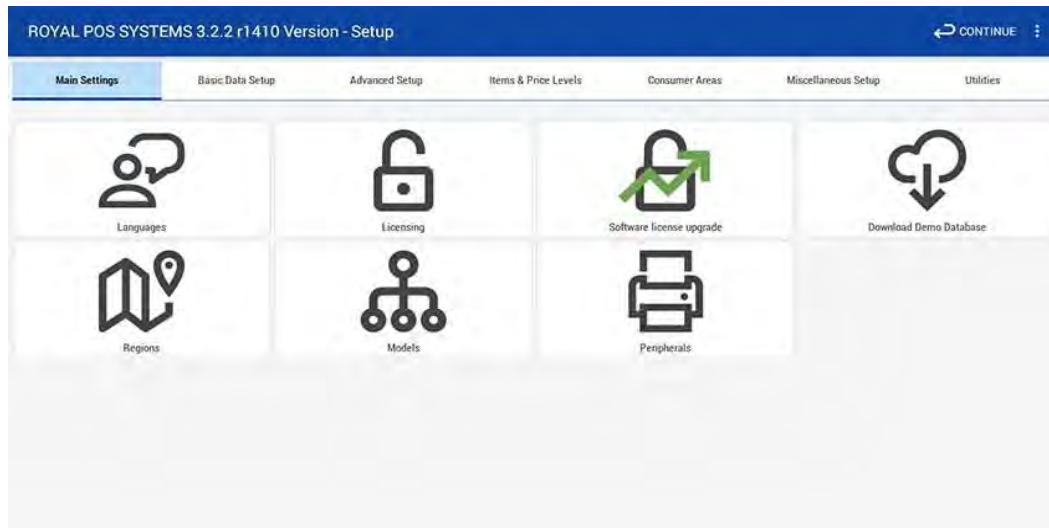 ROYAL POS SYSTEMS 3.2.2 r1410 Version - Setup
CONTINUE
Main Settings
Basic Data Setup
Advanced Setup
Items & Price Levels
Consumer Areas
Miscellaneous Setup
Utilities
Languages
Licensing
Software license upgrade
Download Demo Database
Regions
Models
Peripherals